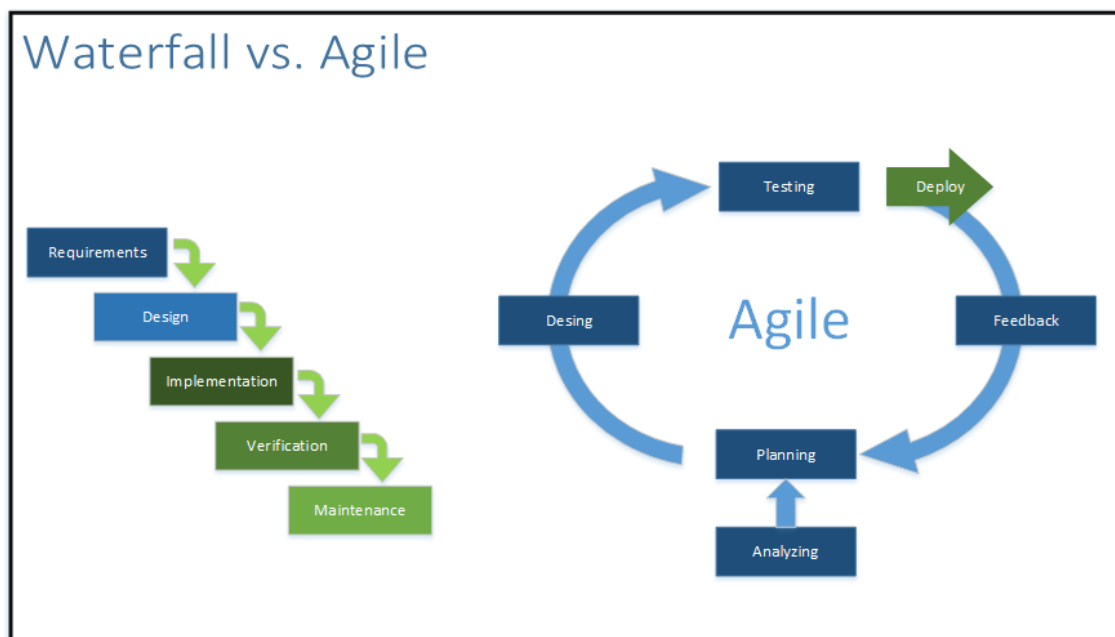 Waterfall vs. Agile
Requirements
Design
Implementation
Verification
Maintenance
Testing
Deploy
Desing
Agile
Feedback
Planning
Analyzing